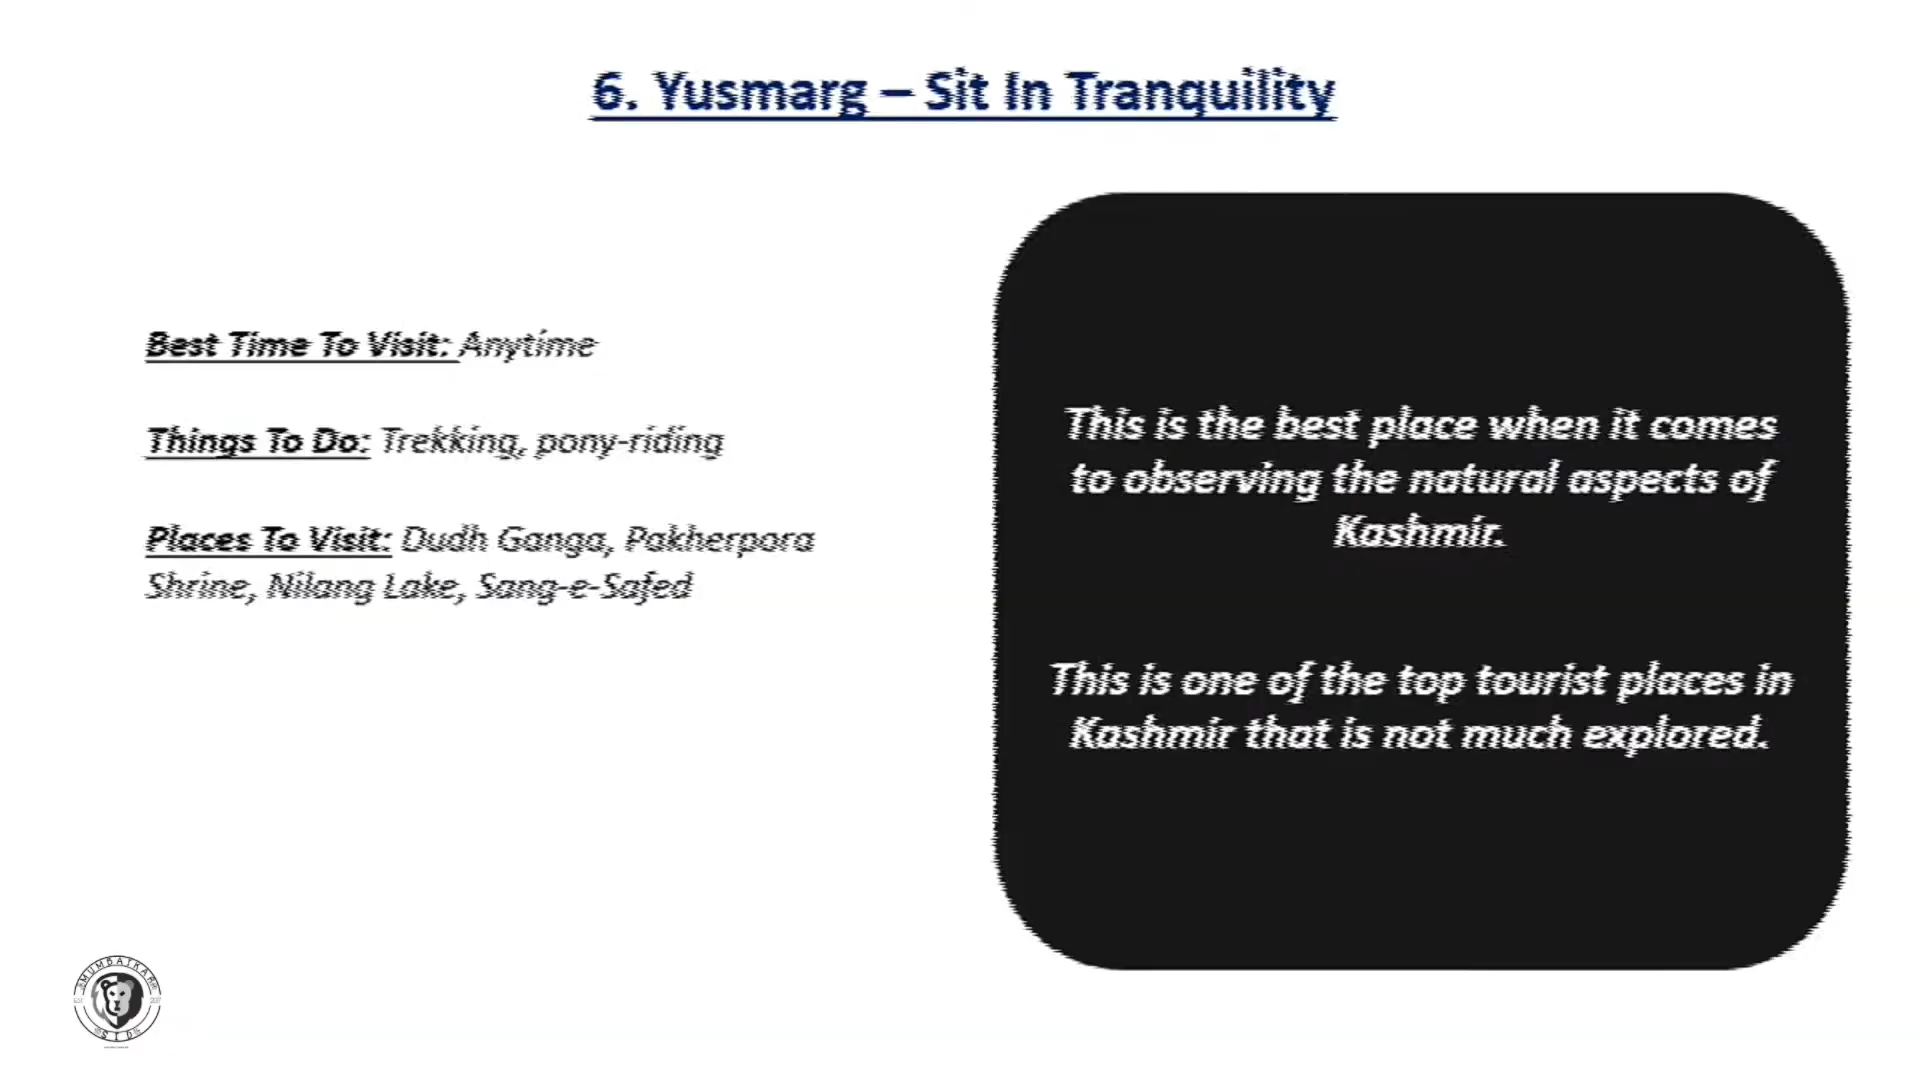 6. Yusmarg – Sit In Tranquility
Best Time To Visit: Anytime
Things To Do: Trekking, pony-riding
Places To Visit: Dudh Ganga, Pakherpora
Shrine, Nilang Lake, Sang-e-Safed
This is the best place when it comes
to observing the natural aspects of
Kashmir.
This is one of the top tourist places in
Kashmir that is not much explored.
MUMBAIKAR
SID